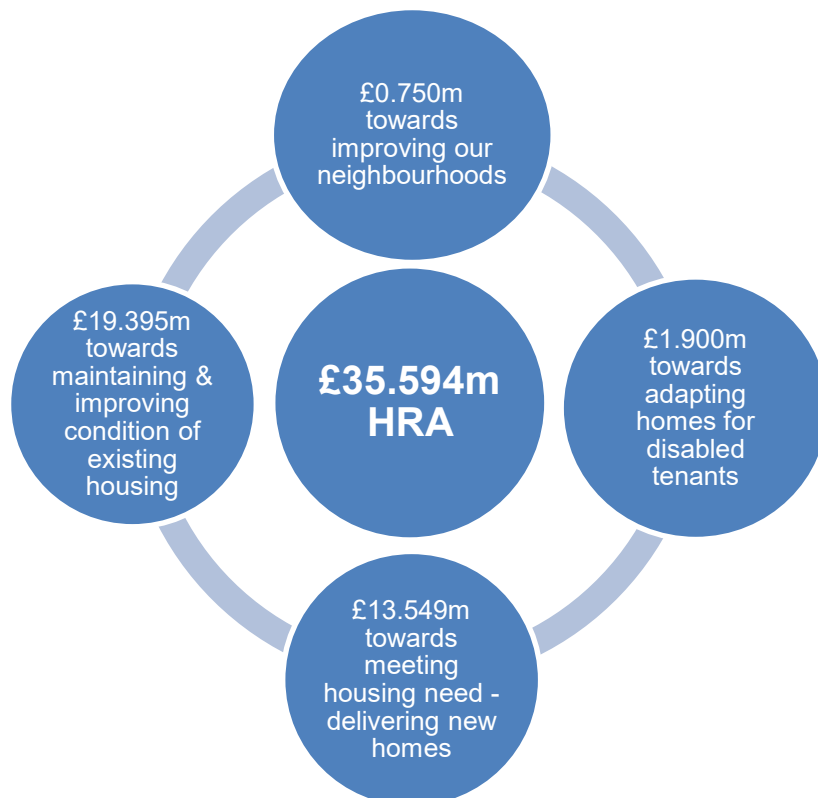 £0.750m
towards
improving our
neighbourhoods
£19.395m
towards
maintaining &
improving
condition of
existing
housing
£35.594m
HRA
£1.900m
towards
adapting
homes for
disabled
tenants
£13.549m
towards
meeting
housing need -
delivering new
homes